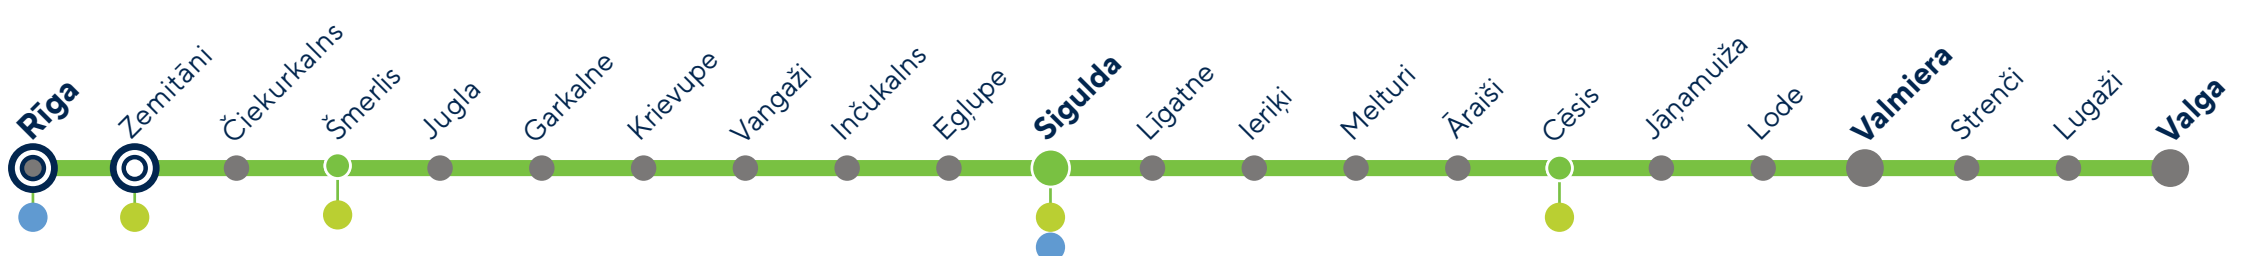 Rīga
Zemitāni
Čiekurkalns
Šmerlis
Jugla
Garkalne
Krievupe
Vangaži
Inčukalns
Egļupe
Sigulda
Līgatne
Ieriķi
Melturi
Āraiši
Cēsis
Jāņamuiža
Lode
Valmiera
Strenči
Lugaži
Valga